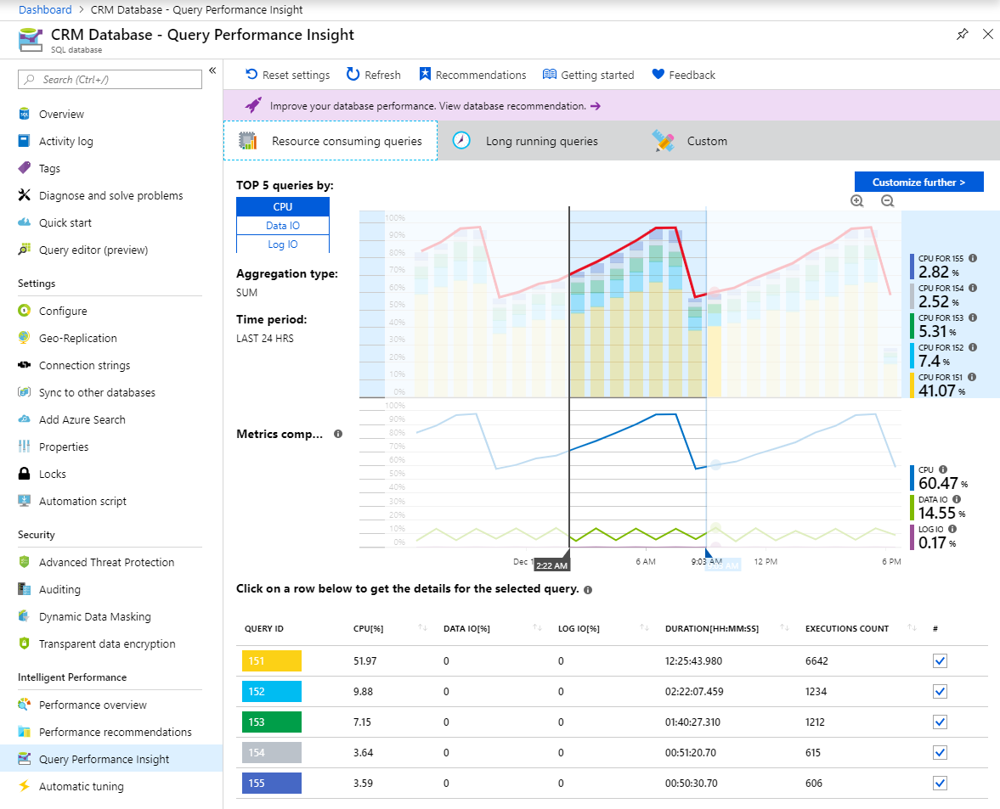 Dashboard > CRM Database - Query Performance Insight
CRM Database - Query Performance Insight
SQL database
Search (Ctrl+/)
«
Overview
Activity log
Tags
Diagnose and solve problems
Quick start
Query editor (preview)
Settings
Configure
Geo-Replication
Connection strings
Sync to other databases
Add Azure Search
Properties
Locks
Automation script
Security
Advanced Threat Protection
Auditing
Dynamic Data Masking
Transparent data encryption
Intelligent Performance
Performance overview
Performance recommendations
Query Performance Insight
Automatic tuning
Reset settings Refresh Recommendations Getting started Feedback
Improve your database performance. View database recommendation. →
Resource consuming queries Long running queries Custom
Customize further >
TOP 5 queries by:
CPU
Data IO
Log IO
Aggregation type:
SUM
Time period:
LAST 24 HRS
100%
90%
80%
70%
60%
50%
40%
30%
20%
10%
0%
CPU FOR 155
2.82 %
CPU FOR 154
2.52 %
CPU FOR 153
5.31 %
CPU FOR 152
7.4 %
CPU FOR 151
41.07 %
Metrics comp...
100%
90%
80%
70%
60%
50%
40%
30%
20%
10%
0%
CPU
60.47 %
DATA IO
14.55 %
LOG IO
0.17 %
Dec 1 6 AM 9:03 AM 12 PM 6 PM
2:22 AM
Click on a row below to get the details for the selected query.
QUERY ID CPU[%] DATA IO[%] LOG IO[%] DURATION[HH:MM:SS] EXECUTIONS COUNT #
151 51.97 0 0 12:25:43.980 6642
152 9.88 0 0 02:22:07.459 1234
153 7.15 0 0 01:40:27.310 1212
154 3.64 0 0 00:51:20.70 615
155 3.59 0 0 00:50:30.70 606